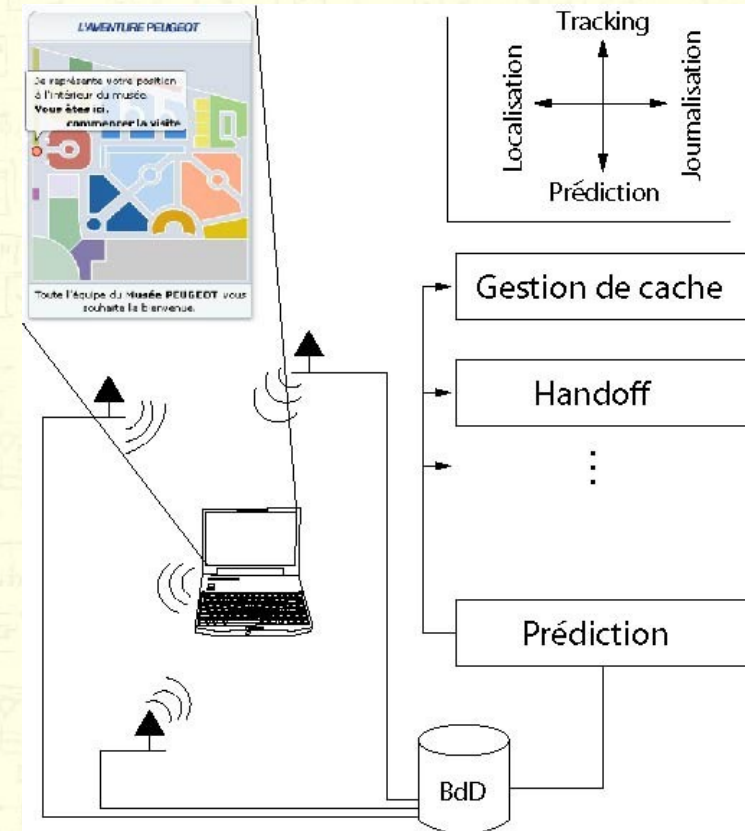 L'AVENTURE PEUGEOT
Je représente votre position
à l'intérieur du musée.
Vous êtes ici.
commencer la visite
Toute l'équipe du Musée PEUGEOT vous
souhaite la bienvenue.
Tracking
Localisation
Journalisation
Prédiction
Gestion de cache
Handoff
⋮
Prédiction
BdD